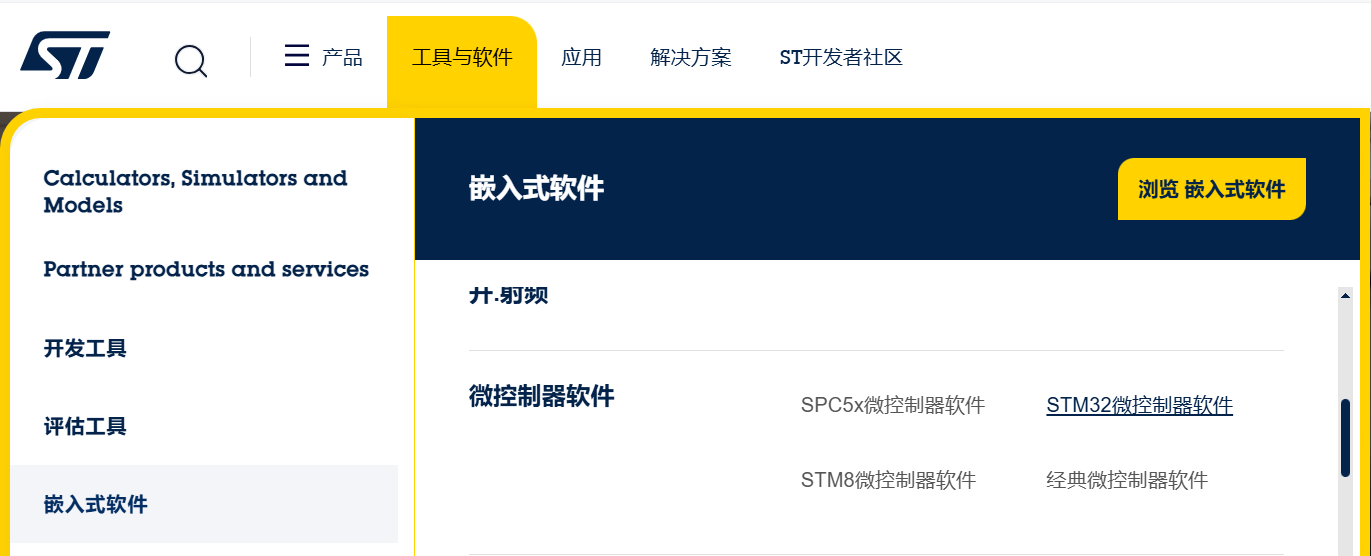 ST
产品
工具与软件
应用
解决方案
ST开发者社区
Calculators, Simulators and
Models
Partner products and services
开发工具
评估工具
嵌入式软件
嵌入式软件
浏览 嵌入式软件
升.射频
微控制器软件
SPC5x微控制器软件
STM32微控制器软件
STM8微控制器软件
经典微控制器软件